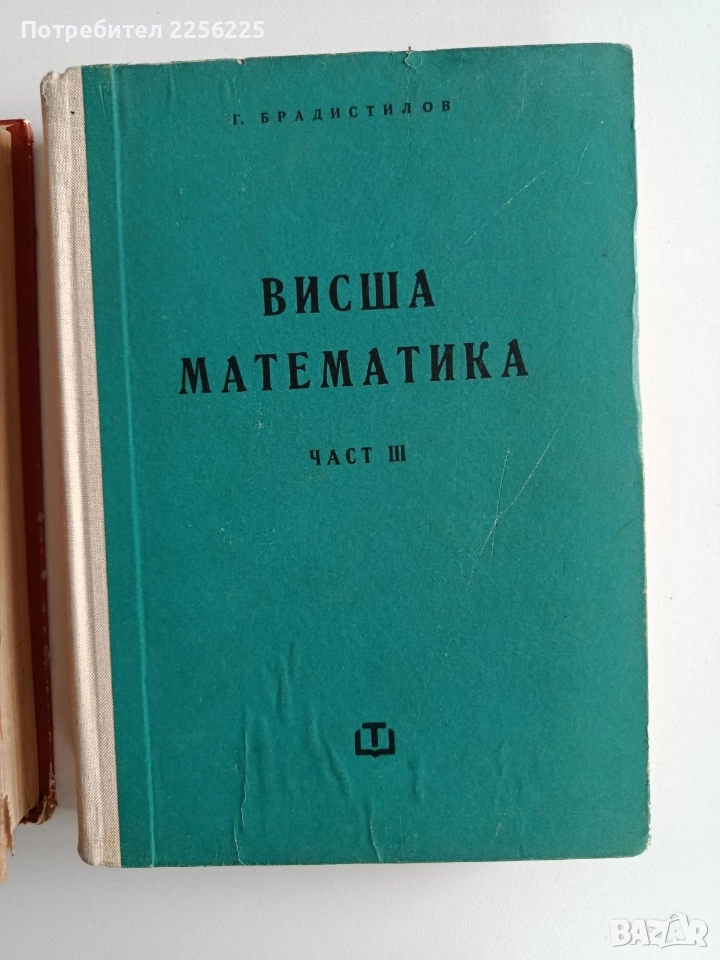 Потребител 2256225
Г. БРАДИСТИЛОВ
ВИСША
МАТЕМАТИКА
ЧАСТ III
T
BAZAR